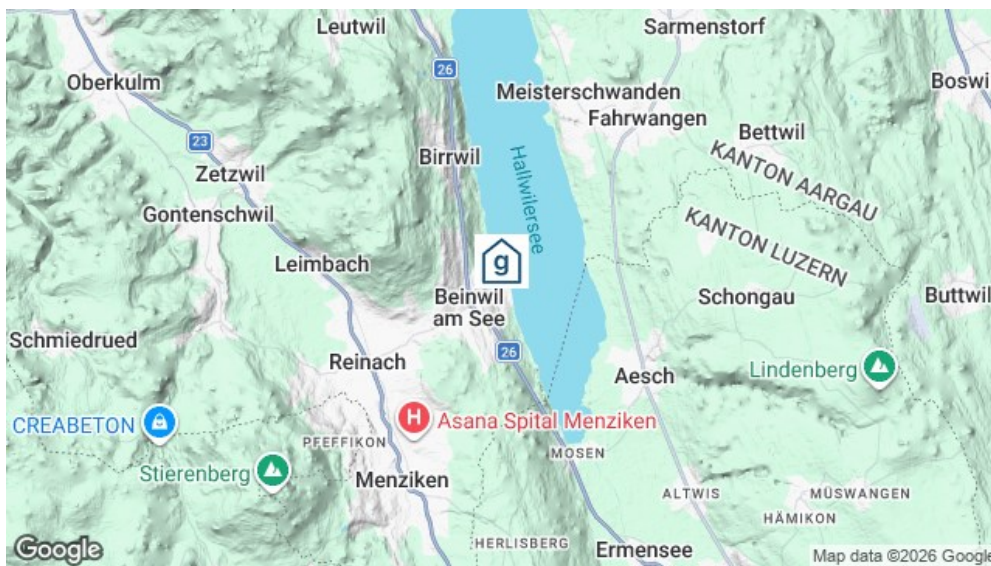 Leutwil
Sarmenstorf
26
Oberkulm
Meisterschwanden
Boswi
Fahrwangen
Bettwil
23
Birrwil
KANTON AARGAU
Zetzwil
Hallwilersee
Gontenschwil
KANTON LUZERN
g
Leimbach
Beinwil
am See
Schongau
Buttwil
Schmiedrued
26
Reinach
Aesch
Lindenberg
H
Asana Spital Menziken
CREABETON
PFEFFIKON
MOSEN
Stierenberg
Menziken
ALTWIS
MÜSWANGEN
HÄMIKON
HERLISBERG
Ermensee
Google
Map data ©2026 Google